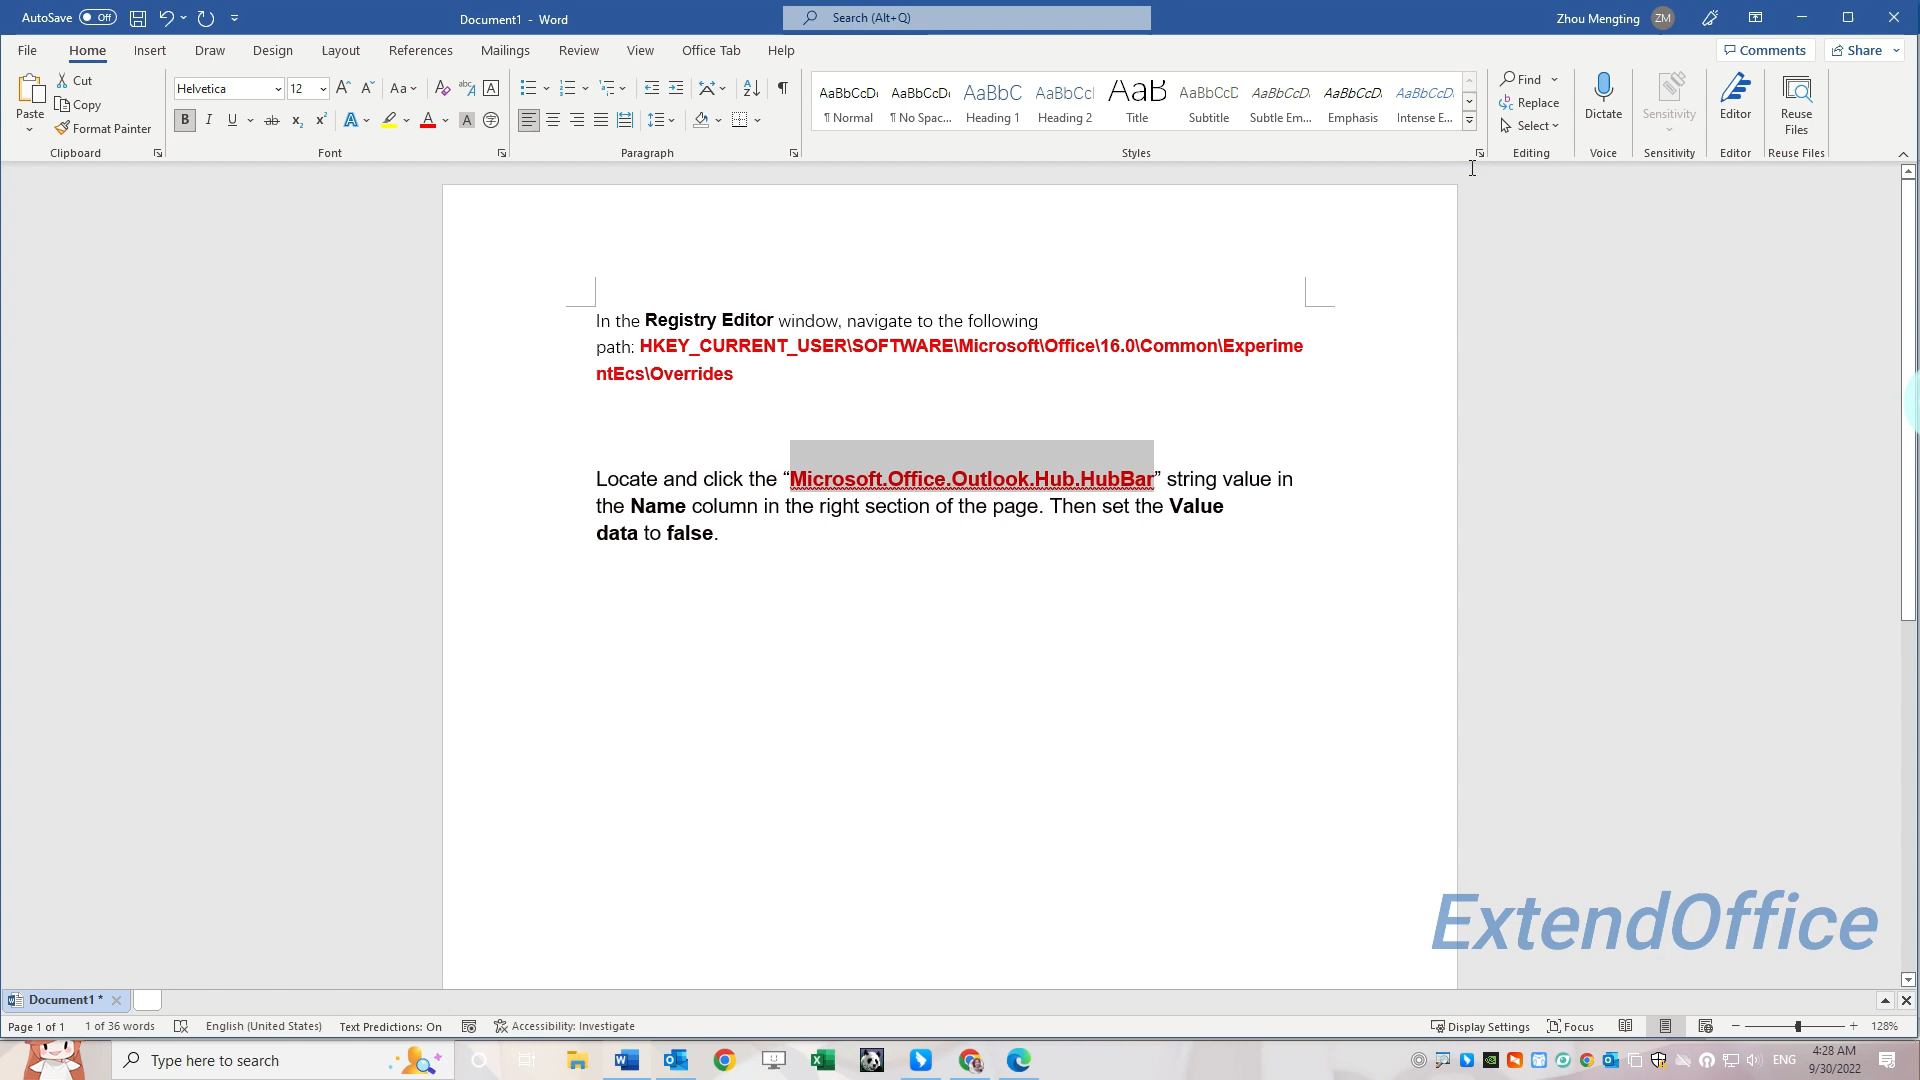 AutoSave Off
Document1 - Word
Search (Alt+Q)
Zhou Mengting ZM
File Home Insert Draw Design Layout References Mailings Review View Office Tab Help
Comments Share
Paste
Cut
Copy
Format Painter
Clipboard
Helvetica 12
Font
Paragraph
AaBbCcD AaBbCcD AaBbC AaBbCcl AaB AaBbCcD AaBbCcD AaBbCcD AaBbCcD
¶ Normal ¶ No Spac... Heading 1 Heading 2 Title Subtitle Subtle Em... Emphasis Intense E...
Styles
Find
Replace
Select
Editing
Dictate
Voice
Sensitivity
Sensitivity
Editor
Editor
Reuse
Files
Reuse Files
In the Registry Editor window, navigate to the following
path: HKEY_CURRENT_USER\SOFTWARE\Microsoft\Office\16.0\Common\Experime
ntEcs\Overrides
Locate and click the “Microsoft.Office.Outlook.Hub.HubBar” string value in
the Name column in the right section of the page. Then set the Value
data to false.
ExtendOffice
Document1 *
Page 1 of 1 1 of 36 words English (United States) Text Predictions: On Accessibility: Investigate
Display Settings Focus 128%
Type here to search
ENG
4:28 AM
9/30/2022